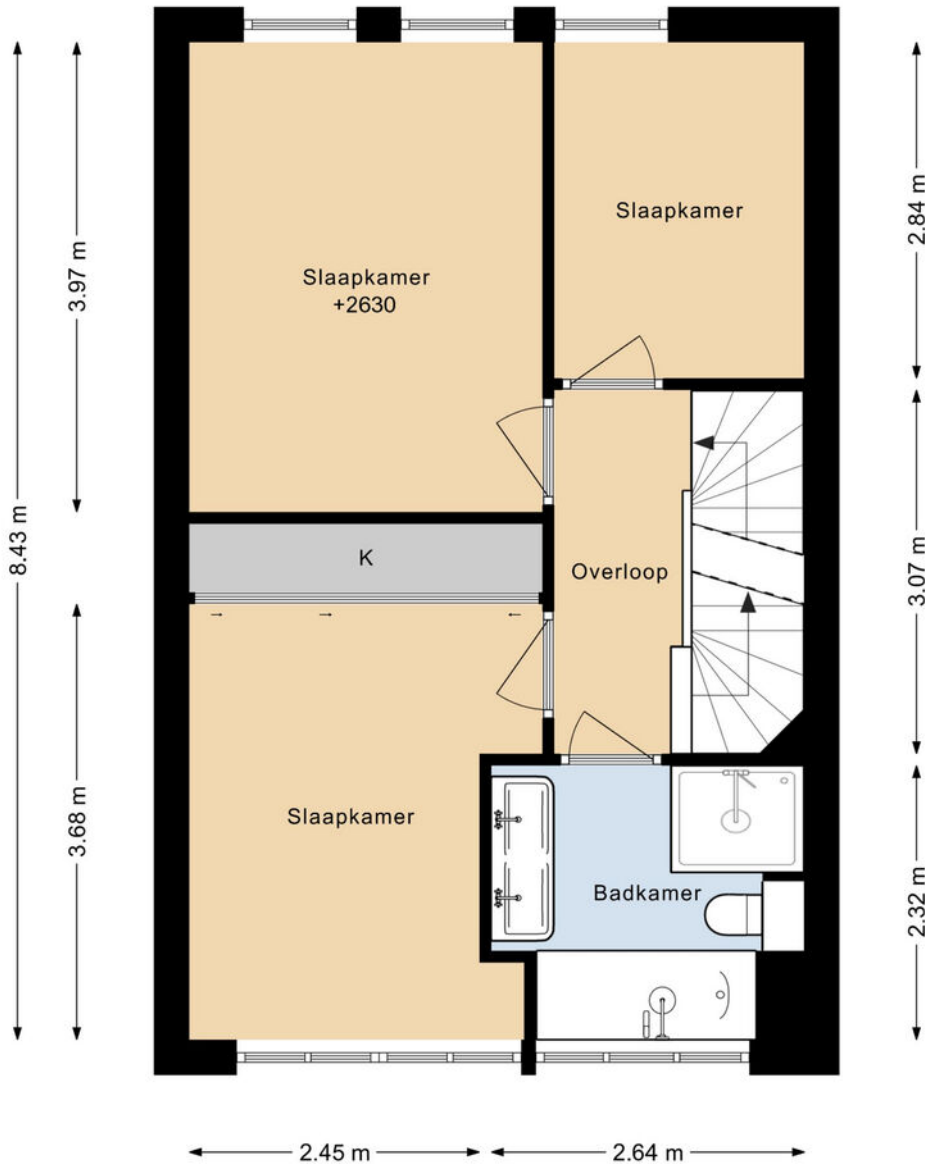 Slaapkamer
Slaapkamer
+2630
K
Overloop
Slaapkamer
Badkamer
8.43 m
3.97 m
3.68 m
2.84 m
3.07 m
2.32 m
2.45 m
2.64 m